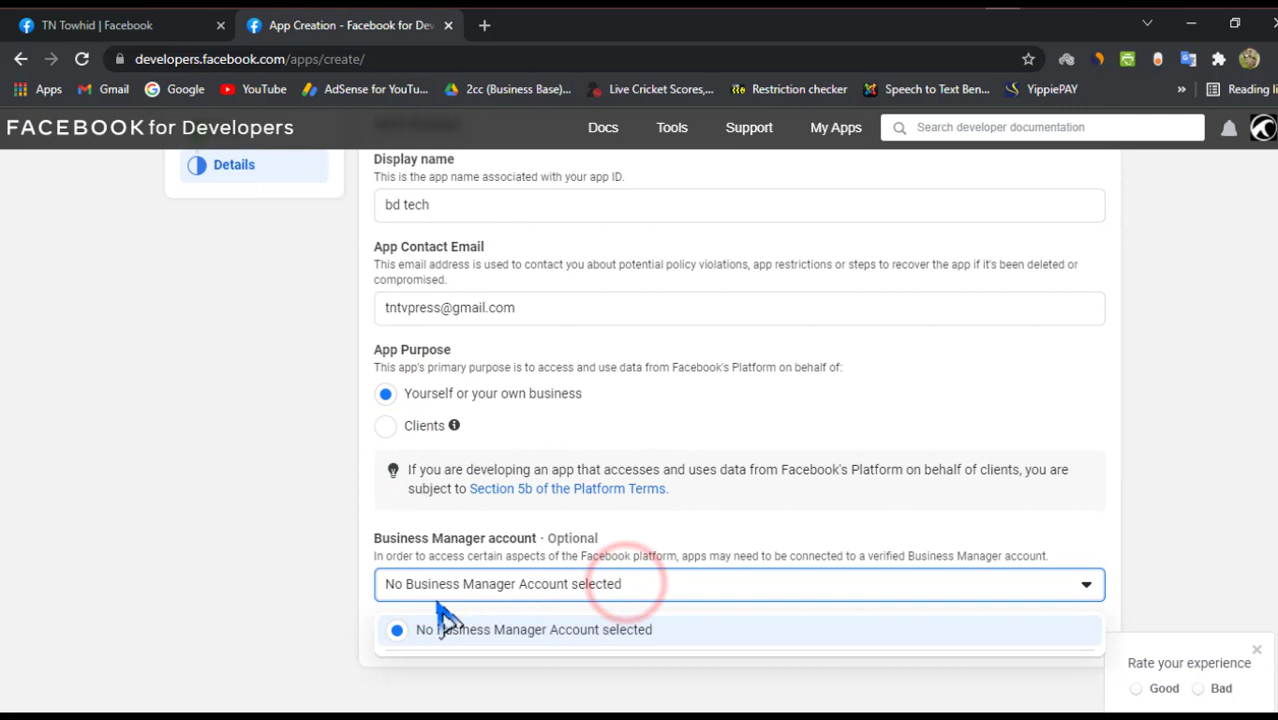 TN Towhid | Facebook
App Creation - Facebook for De
developers.facebook.com/apps/create/
Apps
Gmail
Google
YouTube
AdSense for YouTu...
2cc (Business Base)...
Live Cricket Scores,...
Restriction checker
Speech to Text Ben...
YippiePAY
»
Reading li
FACEBOOK for Developers
Docs
Tools
Support
My Apps
Search developer documentation
Details
Display name
This is the app name associated with your app ID.
bd tech
App Contact Email
This email address is used to contact you about potential policy violations, app restrictions or steps to recover the app if it's been deleted or
compromised.
tntvpress@gmail.com
App Purpose
This app's primary purpose is to access and use data from Facebook's Platform on behalf of:
Yourself or your own business
Clients
If you are developing an app that accesses and uses data from Facebook's Platform on behalf of clients, you are
subject to Section 5b of the Platform Terms.
Business Manager account · Optional
In order to access certain aspects of the Facebook platform, apps may need to be connected to a verified Business Manager account.
No Business Manager Account selected
No Business Manager Account selected
Rate your experience
Good
Bad